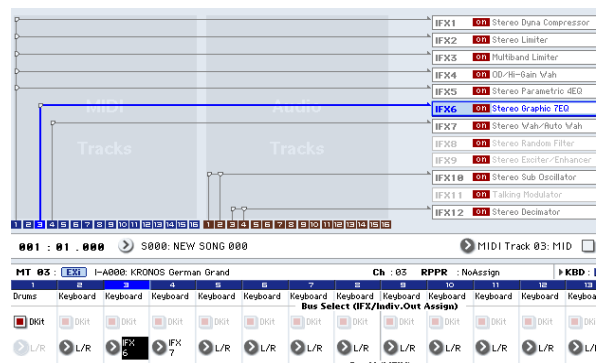 IFX1 on Stereo Dyna Compressor
IFX2 on Stereo Limiter
IFX3 on Multiband Limiter
IFX4 on OD/Hi-Gain Wah
IFX5 on Stereo Parametric 4EQ
MIDI Audio
IFX6 on Stereo Graphic 7EQ
IFX7 on Stereo Wah/Auto Wah
Tracks Tracks
IFX8 Stereo Random Filter
IFX9 Stereo Exciter/Enhancer
IFX10 on Stereo Sub Oscillator
IFX11 on Talking Modulator
IFX12 on Stereo Decimator
1 2 3 4 5 6 7 8 9 10 11 12 13 14 15 16 1 2 3 4 5 6 7 8 9 10 11 12 13 14 15 16
001 : 01 . 000 S000: NEW SONG 000 MIDI Track 03: MID
MT 03 : EXi I-A000: KRONOS German Grand Ch : 03 RPPR : NoAssign KBD :
1 2 3 4 5 6 7 8 9 10 11 12 13
Drums Keyboard Keyboard Keyboard Keyboard Keyboard Keyboard Keyboard Keyboard Keyboard Keyboard Keyboard Keyboard
Bus Select (IFX/Indiv.Out Assign)
DKit DKit DKit DKit DKit DKit DKit DKit DKit DKit DKit DKit
L/R L/R IFX 6 IFX 7 L/R L/R L/R L/R L/R L/R L/R L/R L/R